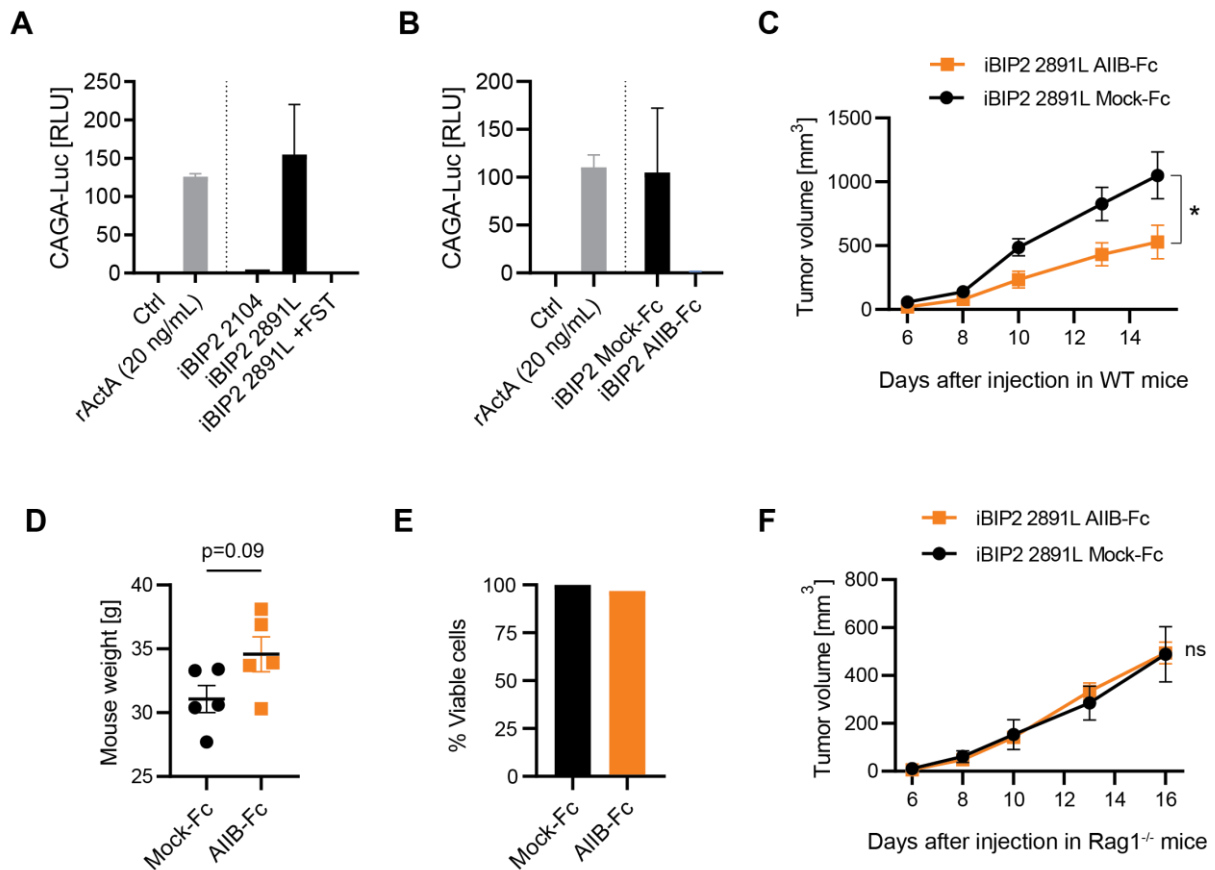 A
CAGA-Luc [RLU]
250
200
150
100
50
0
Ctrl
rActA (20 ng/mL)
iBIP2 2104
iBIP2 2891L
iBIP2 2891L +FST
B
CAGA-Luc [RLU]
200
150
100
50
0
Ctrl
rActA (20 ng/mL)
iBIP2 Mock-Fc
iBIP2 AIIB-Fc
C
iBIP2 2891L AIIB-Fc
iBIP2 2891L Mock-Fc
Tumor volume [mm³]
1500
1000
500
0
*
6 8 10 12 14
Days after injection in WT mice
D
p=0.09
Mouse weight [g]
40
35
30
25
Mock-Fc
AIIB-Fc
E
% Viable cells
100
75
50
25
0
Mock-Fc
AIIB-Fc
F
iBIP2 2891L AIIB-Fc
iBIP2 2891L Mock-Fc
Tumor volume [mm³]
800
600
400
200
0
ns
6 8 10 12 14 16
Days after injection in Rag1⁻/⁻ mice